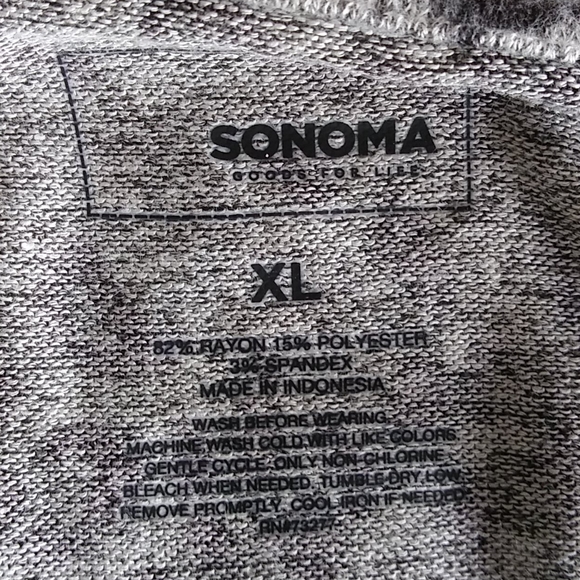 SONOMA
GOODS FOR LIFE
XL
82% RAYON 15% POLYESTER
3% SPANDEX
MADE IN INDONESIA
WASH BEFORE WEARING
MACHINE WASH COLD WITH LIKE COLORS,
GENTLE CYCLE. ONLY NON-CHLORINE
BLEACH WHEN NEEDED. TUMBLE DRY LOW.
REMOVE PROMPTLY. COOL IRON IF NEEDED
RN#73277